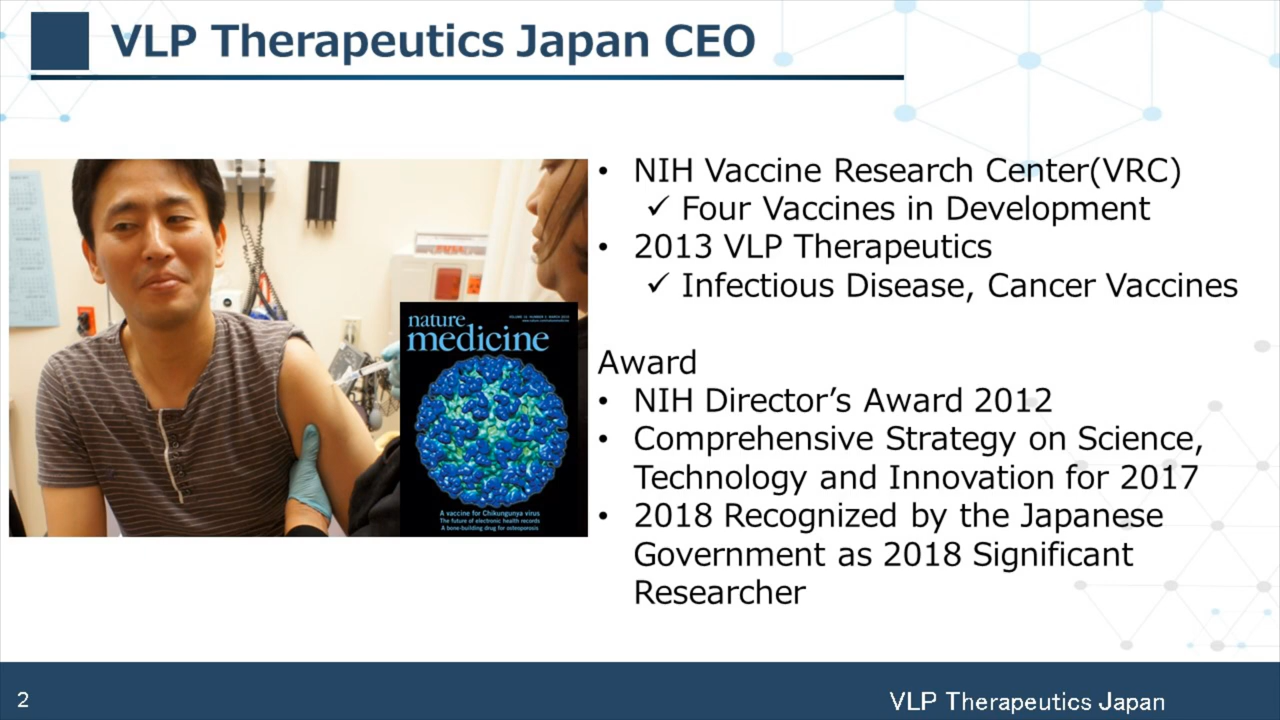 VLP Therapeutics Japan CEO
• NIH Vaccine Research Center(VRC)
✓ Four Vaccines in Development
• 2013 VLP Therapeutics
✓ Infectious Disease, Cancer Vaccines
Award
• NIH Director’s Award 2012
• Comprehensive Strategy on Science,
Technology and Innovation for 2017
• 2018 Recognized by the Japanese
Government as 2018 Significant
Researcher
nature
medicine
A vaccine for Chikungunya virus
The future of electronic health records
A bone-building drug for osteoporosis
2
VLP Therapeutics Japan